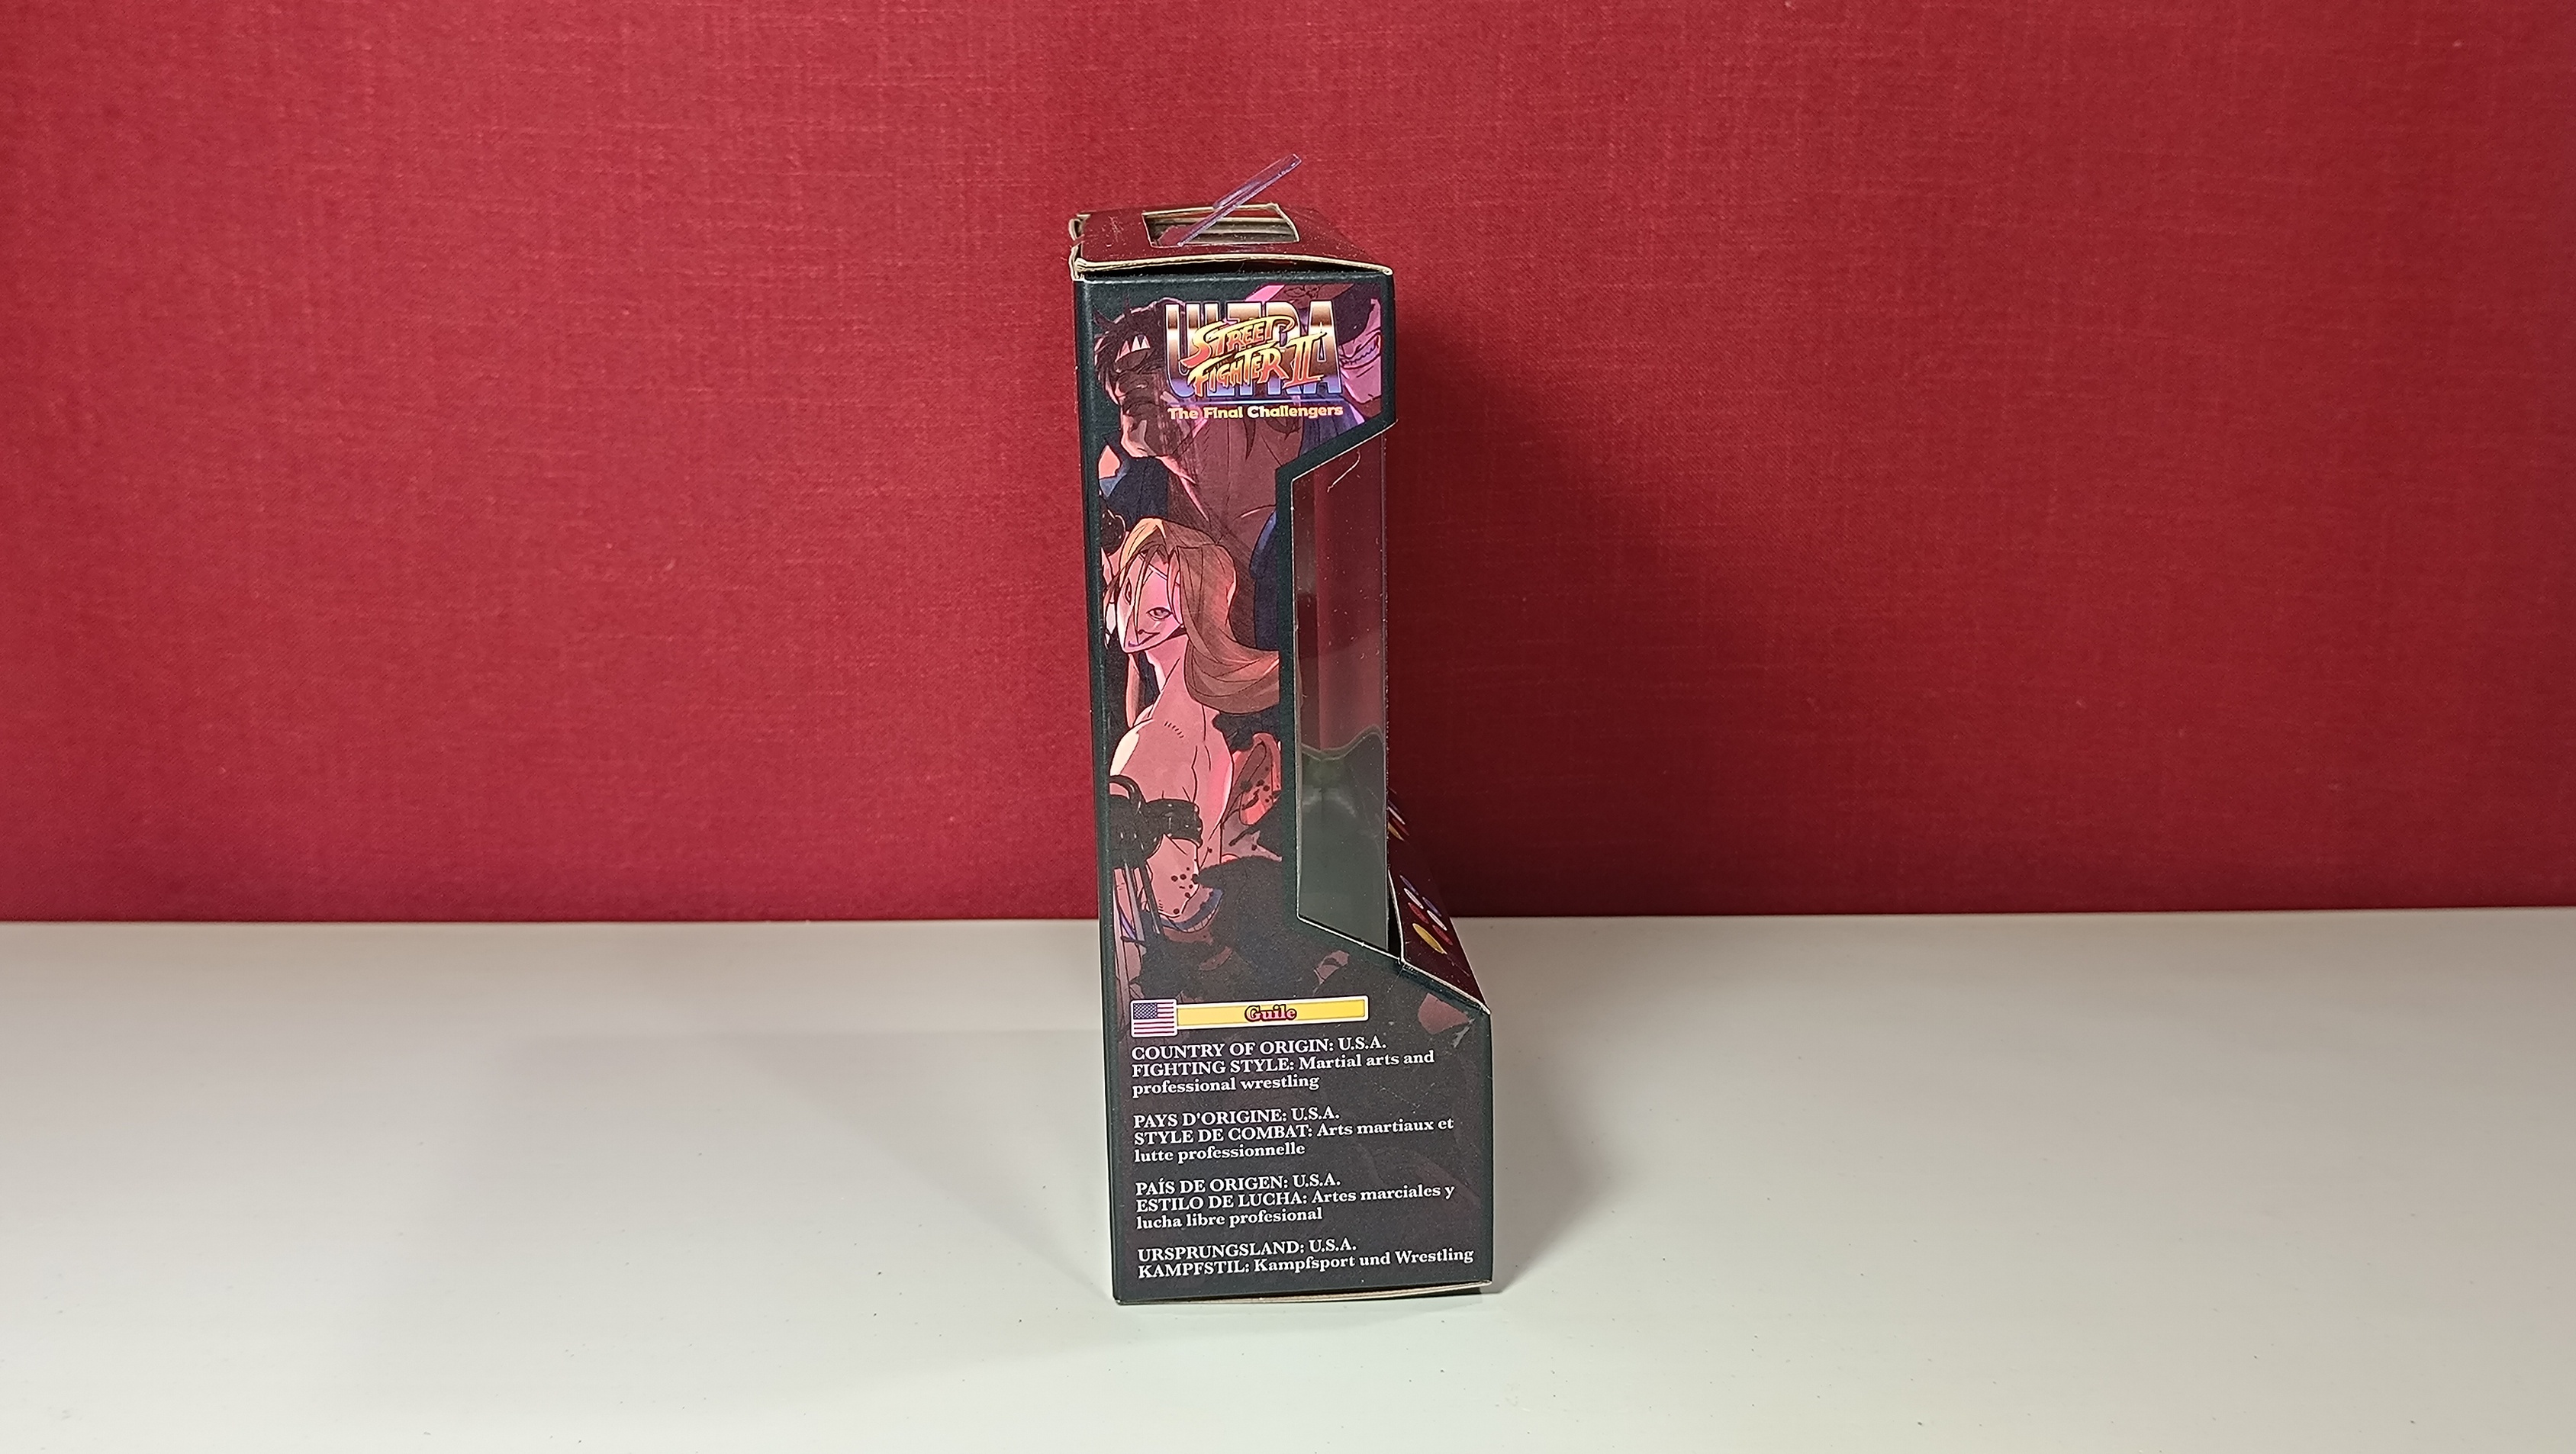 ULTRA
STREET
FIGHTER II
The Final Challengers
Guile
COUNTRY OF ORIGIN: U.S.A.
FIGHTING STYLE: Martial arts and
professional wrestling
PAYS D'ORIGINE: U.S.A.
STYLE DE COMBAT: Arts martiaux et
lutte professionnelle
PAÍS DE ORIGEN: U.S.A.
ESTILO DE LUCHA: Artes marciales y
lucha libre profesional
URSPRUNGSLAND: U.S.A.
KAMPFSTIL: Kampfsport und Wrestling